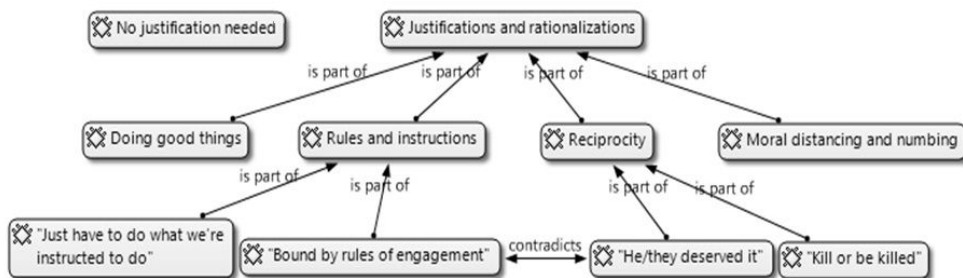 No justification needed
Justifications and rationalizations
is part of
is part of
is part of
is part of
Doing good things
Rules and instructions
Reciprocity
Moral distancing and numbing
is part of
is part of
is part of
is part of
"Just have to do what we're
instructed to do"
"Bound by rules of engagement"
contradicts
"He/they deserved it"
"Kill or be killed"